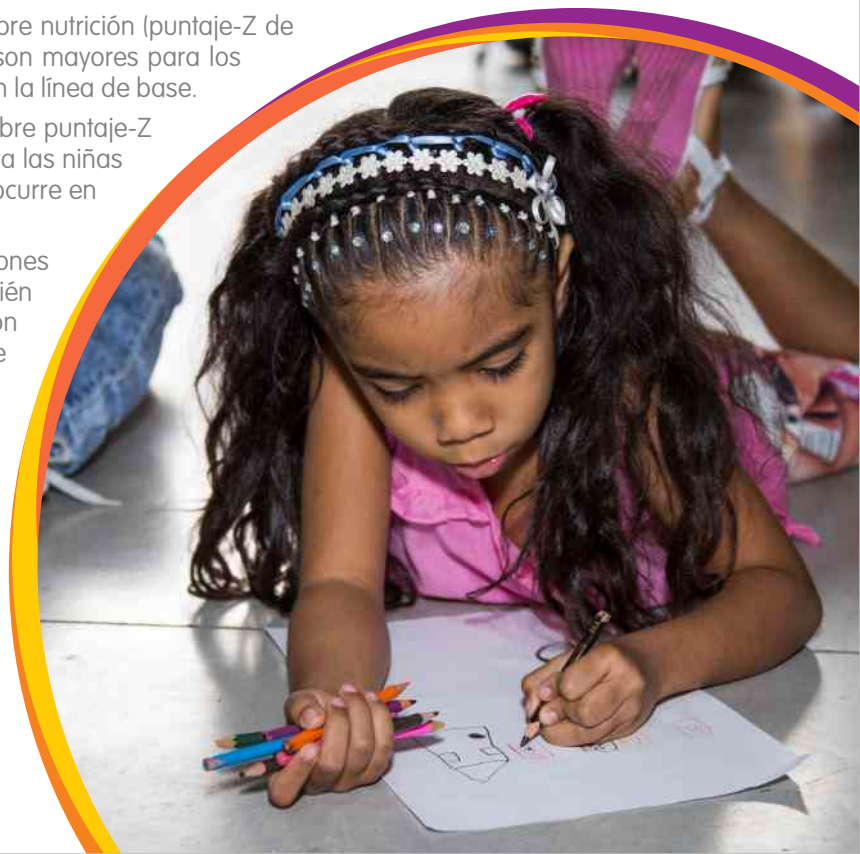 bre nutrición (puntaje-Z de
son mayores para los
n la línea de base.
bre puntaje-Z
a las niñas
ocurre en
ones
ién
on
e